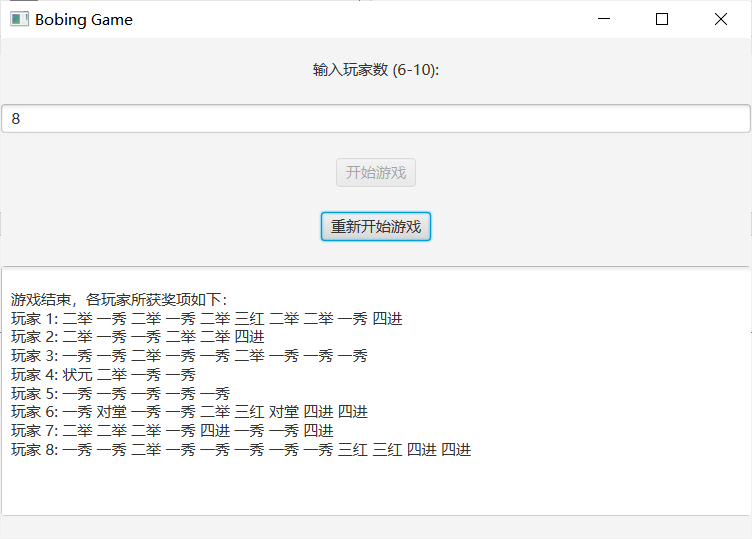 Bobing Game
输入玩家数 (6-10):
8
开始游戏
重新开始游戏
游戏结束，各玩家所获奖项如下：
玩家 1: 二举 一秀 二举 一秀 二举 三红 二举 二举 一秀 四进
玩家 2: 二举 一秀 一秀 二举 二举 四进
玩家 3: 一秀 一秀 二举 一秀 一秀 二举 一秀 一秀 一秀
玩家 4: 状元 二举 一秀 一秀
玩家 5: 一秀 一秀 一秀 一秀 一秀
玩家 6: 一秀 对堂 一秀 一秀 二举 三红 对堂 四进 四进
玩家 7: 二举 二举 二举 一秀 四进 一秀 一秀 四进
玩家 8: 一秀 一秀 二举 一秀 一秀 一秀 一秀 一秀 三红 三红 四进 四进